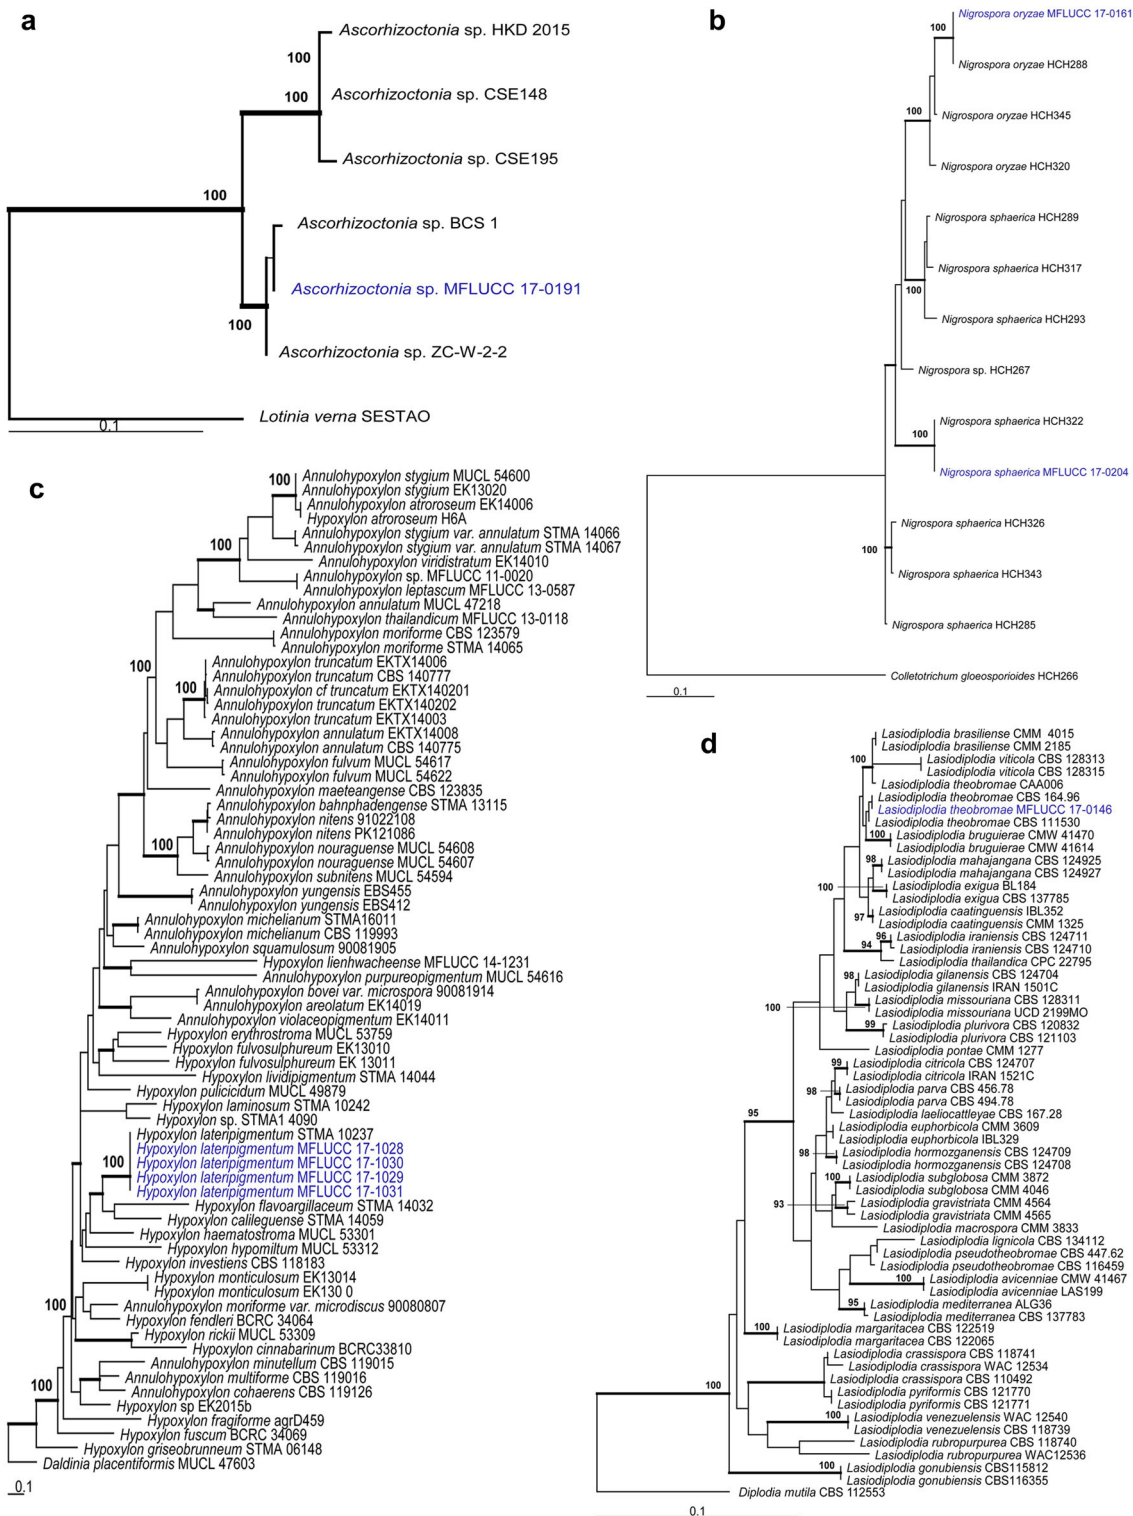 a
Ascorhizoctonia sp. HKD 2015
100
Ascorhizoctonia sp. CSE148
100
Ascorhizoctonia sp. CSE195
100
Ascorhizoctonia sp. BCS 1
Ascorhizoctonia sp. MFLUCC 17-0191
100
Ascorhizoctonia sp. ZC-W-2-2
Lotinia verna SESTAO
0.1
b
Nigrospora oryzae MFLUCC 17-0161
100
Nigrospora oryzae HCH288
100
Nigrospora oryzae HCH345
Nigrospora oryzae HCH320
Nigrospora sphaerica HCH289
Nigrospora sphaerica HCH317
100
Nigrospora sphaerica HCH293
Nigrospora sp. HCH267
Nigrospora sphaerica HCH322
100
Nigrospora sphaerica MFLUCC 17-0204
Nigrospora sphaerica HCH326
100
Nigrospora sphaerica HCH343
Nigrospora sphaerica HCH285
Colletotrichum gloeosporioides HCH266
0.1
c
Annulohypoxylon stygium MUCL 54600
100
Annulohypoxylon stygium EK13020
Annulohypoxylon atroroseum EK14006
Hypoxylon atroroseum H6A
Annulohypoxylon stygium var. annulatum STMA 14066
100
Annulohypoxylon stygium var. annulatum STMA 14067
Annulohypoxylon viridistratum EK14010
Annulohypoxylon sp. MFLUCC 11-0020
Annulohypoxylon leptascum MFLUCC 13-0587
Annulohypoxylon annulatum MUCL 47218
Annulohypoxylon thailandicum MFLUCC 13-0118
Annulohypoxylon moriforme CBS 123579
Annulohypoxylon moriforme STMA 14065
100
Annulohypoxylon truncatum EKTX14006
Annulohypoxylon truncatum CBS 140777
100
Annulohypoxylon cf truncatum EKTX140201
Annulohypoxylon truncatum EKTX140202
Annulohypoxylon truncatum EKTX14003
Annulohypoxylon annulatum EKTX14008
Annulohypoxylon annulatum CBS 140775
Annulohypoxylon fulvum MUCL 54617
Annulohypoxylon fulvum MUCL 54622
Annulohypoxylon maeteangense CBS 123835
Annulohypoxylon bahnphadengense STMA 13115
Annulohypoxylon nitens 91022108
Annulohypoxylon nitens PK121086
100
Annulohypoxylon nouraguense MUCL 54608
Annulohypoxylon nouraguense MUCL 54607
Annulohypoxylon subnitens MUCL 54594
Annulohypoxylon yungensis EBS455
Annulohypoxylon yungensis EBS412
Annulohypoxylon michelianum STMA16011
Annulohypoxylon michelianum CBS 119993
Annulohypoxylon squamulosum 90081905
Hypoxylon lienhwacheense MFLUCC 14-1231
Annulohypoxylon purpureopigmentum MUCL 54616
Annulohypoxylon bovei var. microspora 90081914
Annulohypoxylon areolatum EK14019
Annulohypoxylon violaceopigmentum EK14011
Hypoxylon erythrostroma MUCL 53759
Hypoxylon fulvosulphureum EK13010
Hypoxylon fulvosulphureum EK 13011
Hypoxylon lividipigmentum STMA 14044
Hypoxylon pulicicidum MUCL 49879
Hypoxylon laminosum STMA 10242
Hypoxylon sp. STMA1 4090
Hypoxylon lateripigmentum STMA 10237
Hypoxylon lateripigmentum MFLUCC 17-1028
100
Hypoxylon lateripigmentum MFLUCC 17-1030
Hypoxylon lateripigmentum MFLUCC 17-1029
Hypoxylon lateripigmentum MFLUCC 17-1031
Hypoxylon flavoargillaceum STMA 14032
Hypoxylon calileguense STMA 14059
Hypoxylon haematostroma MUCL 53301
Hypoxylon hypomiltum MUCL 53312
Hypoxylon investiens CBS 118183
Hypoxylon monticulosum EK13014
Hypoxylon monticulosum EK130 0
100
Annulohypoxylon moriforme var. microdiscus 90080807
Hypoxylon fendleri BCRC 34064
Hypoxylon rickii MUCL 53309
Hypoxylon cinnabarinum BCRC33810
Annulohypoxylon minutellum CBS 119015
Annulohypoxylon multiforme CBS 119016
100
Annulohypoxylon cohaerens CBS 119126
Hypoxylon sp EK2015b
Hypoxylon fragiforme agrD459
Hypoxylon fuscum BCRC 34069
Hypoxylon griseobrunneum STMA 06148
Daldinia placentiformis MUCL 47603
0.1
d
Lasiodiplodia brasiliense CMM 4015
Lasiodiplodia brasiliense CMM 2185
100
Lasiodiplodia viticola CBS 128313
Lasiodiplodia viticola CBS 128315
Lasiodiplodia theobromae CAA006
Lasiodiplodia theobromae CBS 164.96
Lasiodiplodia theobromae MFLUCC 17-0146
Lasiodiplodia theobromae CBS 111530
100
Lasiodiplodia bruguierae CMW 41470
Lasiodiplodia bruguierae CMW 41614
98
Lasiodiplodia mahajangana CBS 124925
Lasiodiplodia mahajangana CBS 124927
100
Lasiodiplodia exigua BL184
Lasiodiplodia exigua CBS 137785
97
Lasiodiplodia caatinguensis IBL352
Lasiodiplodia caatinguensis CMM 1325
96
Lasiodiplodia iraniensis CBS 124711
94
Lasiodiplodia iraniensis CBS 124710
Lasiodiplodia thailandica CPC 22795
98
Lasiodiplodia gilanensis CBS 124704
Lasiodiplodia gilanensis IRAN 1501C
100
Lasiodiplodia missouriana CBS 128311
Lasiodiplodia missouriana UCD 2199MO
99
Lasiodiplodia plurivora CBS 120832
Lasiodiplodia plurivora CBS 121103
Lasiodiplodia pontae CMM 1277
99
Lasiodiplodia citricola CBS 124707
Lasiodiplodia citricola IRAN 1521C
98
Lasiodiplodia parva CBS 456.78
Lasiodiplodia parva CBS 494.78
Lasiodiplodia laeliocattleyae CBS 167.28
95
Lasiodiplodia euphorbicola CMM 3609
Lasiodiplodia euphorbicola IBL329
98
Lasiodiplodia hormozganensis CBS 124709
Lasiodiplodia hormozganensis CBS 124708
100
Lasiodiplodia subglobosa CMM 3872
Lasiodiplodia subglobosa CMM 4046
93
Lasiodiplodia gravistriata CMM 4564
Lasiodiplodia gravistriata CMM 4565
Lasiodiplodia macrospora CMM 3833
Lasiodiplodia lignicola CBS 134112
Lasiodiplodia pseudotheobromae CBS 447.62
Lasiodiplodia pseudotheobromae CBS 116459
100
Lasiodiplodia avicenniae CMW 41467
Lasiodiplodia avicenniae LAS199
95
Lasiodiplodia mediterranea ALG36
Lasiodiplodia mediterranea CBS 137783
100
Lasiodiplodia margaritacea CBS 122519
Lasiodiplodia margaritacea CBS 122065
Lasiodiplodia crassispora CBS 118741
Lasiodiplodia crassispora WAC 12534
100
Lasiodiplodia crassispora CBS 110492
Lasiodiplodia pyriformis CBS 121770
Lasiodiplodia pyriformis CBS 121771
100
Lasiodiplodia venezuelensis WAC 12540
Lasiodiplodia venezuelensis CBS 118739
Lasiodiplodia rubropurpurea CBS 118740
Lasiodiplodia rubropurpurea WAC12536
100
Lasiodiplodia gonubiensis CBS115812
Lasiodiplodia gonubiensis CBS116355
Diplodia mutila CBS 112553
0.1